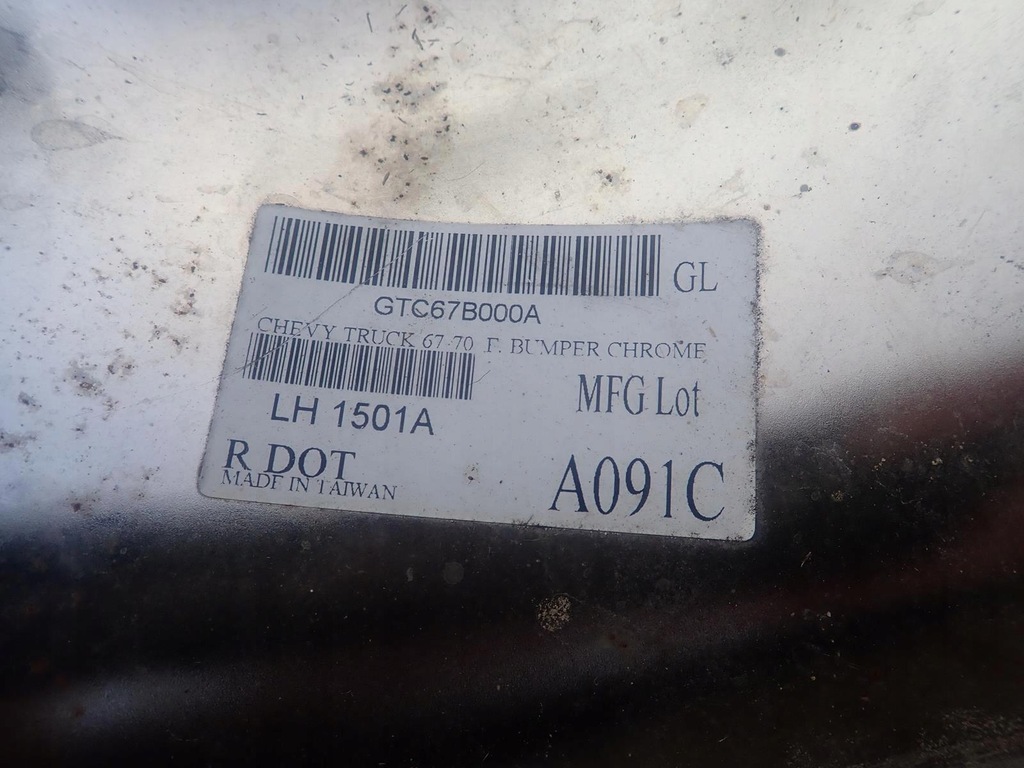 GL
GTC67B000A
CHEVY TRUCK 67-70 F. BUMPER CHROME
MFG Lot
LH 1501A
R DOT
MADE IN TAIWAN
A091C